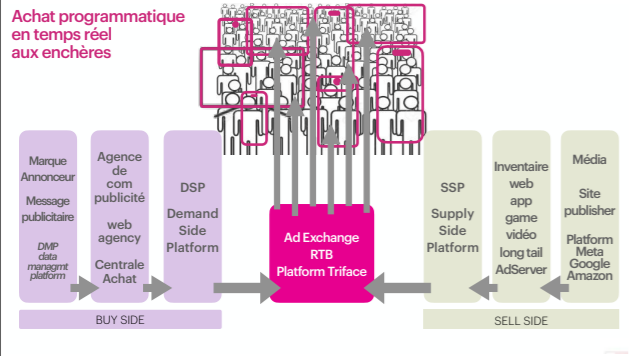 Achat programmatique
en temps réel
aux enchères
Marque
Annonceur
Message
publicitaire
DMP
data
managmt
platform
Agence
de
com
publicité
web
agency
Centrale
Achat
DSP
Demand
Side
Platform
Ad Exchange
RTB
Platform Triface
SSP
Supply
Side
Platform
Inventaire
web
app
game
vidéo
long tail
AdServer
Média
Site
publisher
Platform
Meta
Google
Amazon
BUY SIDE
SELL SIDE